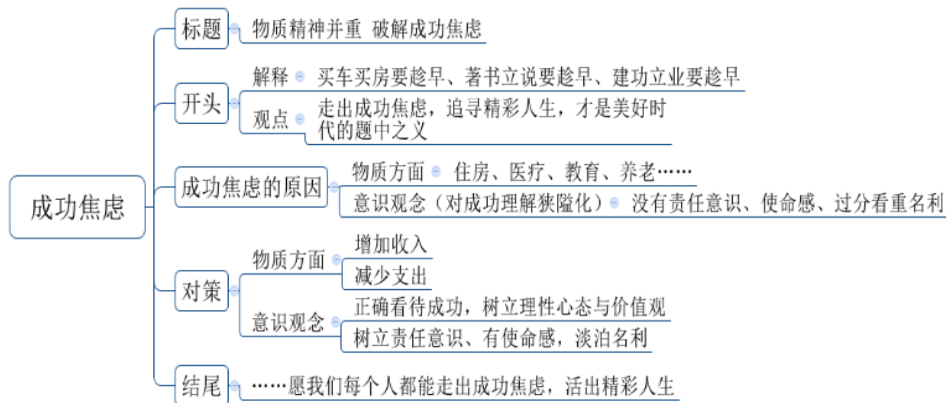 成功焦虑
标题
物质精神并重 破解成功焦虑
开头
解释
买车买房要趁早、著书立说要趁早、建功立业要趁早
观点
走出成功焦虑，追寻精彩人生，才是美好时
代的题中之义
成功焦虑的原因
物质方面
住房、医疗、教育、养老……
意识观念（对成功理解狭隘化）
没有责任意识、使命感、过分看重名利
对策
物质方面
增加收入
减少支出
意识观念
正确看待成功，树立理性心态与价值观
树立责任意识、有使命感，淡泊名利
结尾
……愿我们每个人都能走出成功焦虑，活出精彩人生